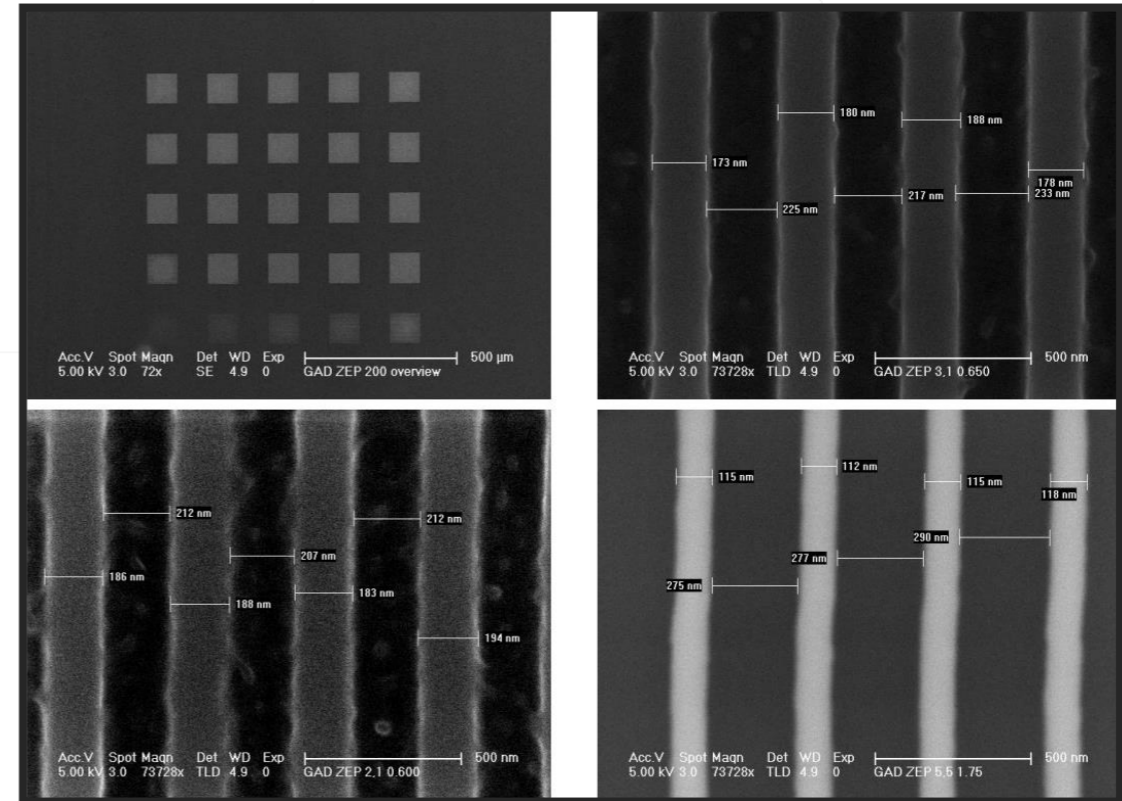 Acc.V Spot Magn Det WD Exp 500 µm
5.00 kV 3.0 72x SE 4.9 0 GAD ZEP 200 overview
180 nm
188 nm
173 nm
178 nm
217 nm
233 nm
225 nm
Acc.V Spot Magn Det WD Exp 500 nm
5.00 kV 3.0 73728x TLD 4.9 0 GAD ZEP 3,1 0.650
212 nm
212 nm
207 nm
186 nm
183 nm
188 nm
194 nm
Acc.V Spot Magn Det WD Exp 500 nm
5.00 kV 3.0 73728x TLD 4.9 0 GAD ZEP 2,1 0.600
112 nm
115 nm
115 nm
118 nm
290 nm
277 nm
275 nm
Acc.V Spot Magn Det WD Exp 500 nm
5.00 kV 3.0 73728x TLD 4.9 0 GAD ZEP 5,5 1.75